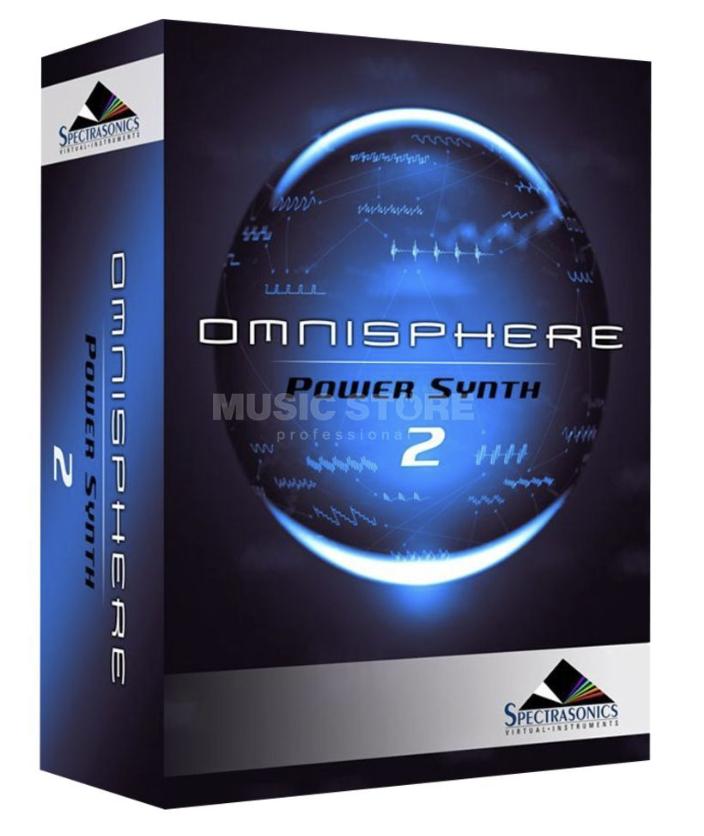 SPECTRASONICS
VIRTUAL•INSTRUMENTS
OMNISPHERE
POWER SYNTH
2
OMNISPHERE
POWER SYNTH
MUSIC STORE
professional
2
SPECTRASONICS
VIRTUAL•INSTRUMENTS